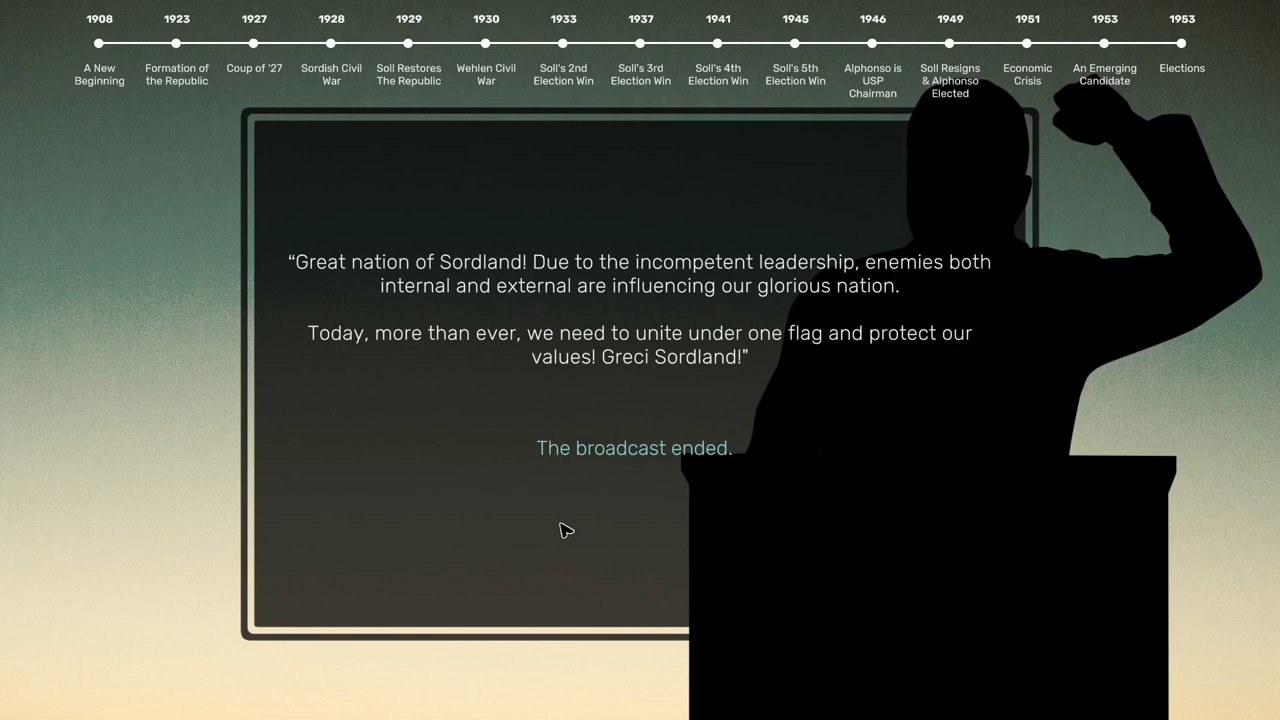 1908 1923 1927 1928 1929 1930 1933 1937 1941 1945 1946 1949 1951 1953 1953
A New Beginning
Formation of the Republic
Coup of '27
Sordish Civil War
Soll Restores The Republic
Wehlen Civil War
Soll's 2nd Election Win
Soll's 3rd Election Win
Soll's 4th Election Win
Soll's 5th Election Win
Alphonso is USP Chairman
Soll Resigns & Alphonso Elected
Economic Crisis
An Emerging Candidate
Elections
“Great nation of Sordland! Due to the incompetent leadership, enemies both
internal and external are influencing our glorious nation.
Today, more than ever, we need to unite under one flag and protect our
values! Greci Sordland!"
The broadcast ended.